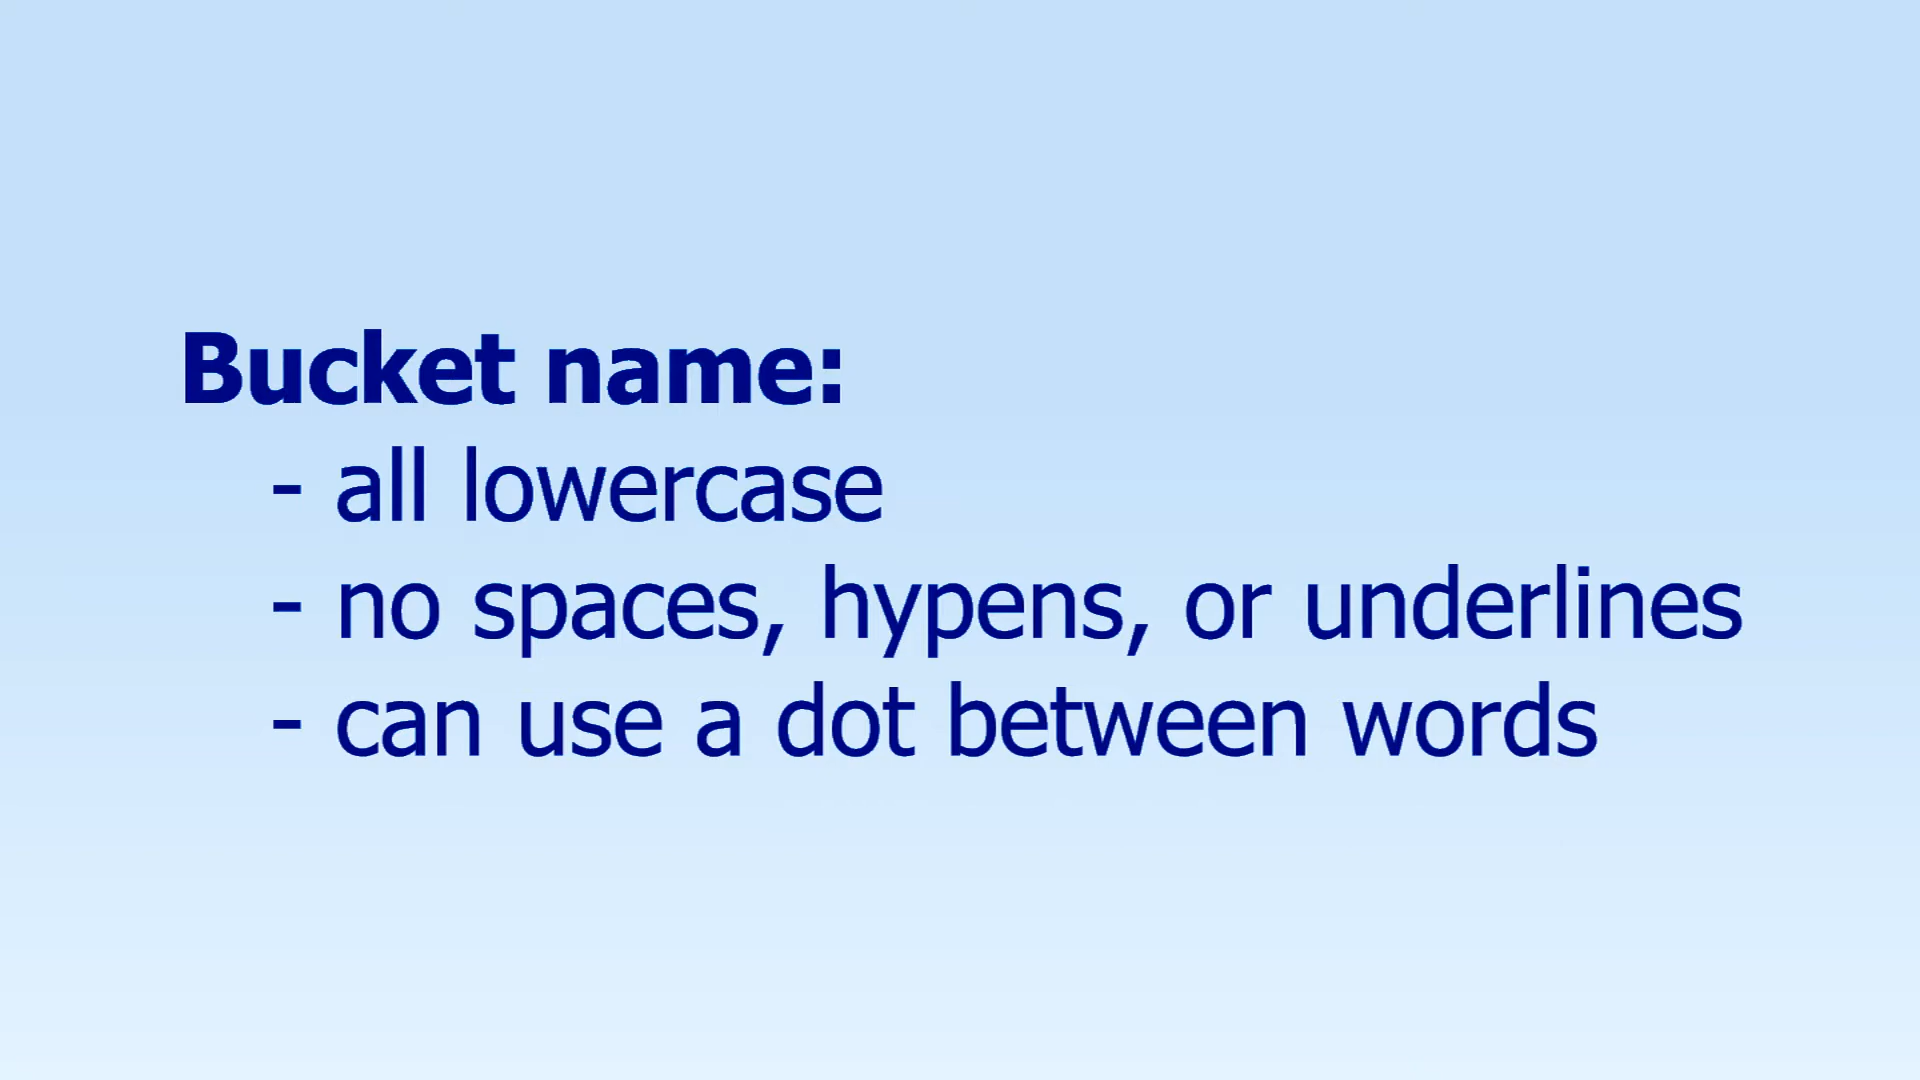 Bucket name:
- all lowercase
- no spaces, hypens, or underlines
- can use a dot between words